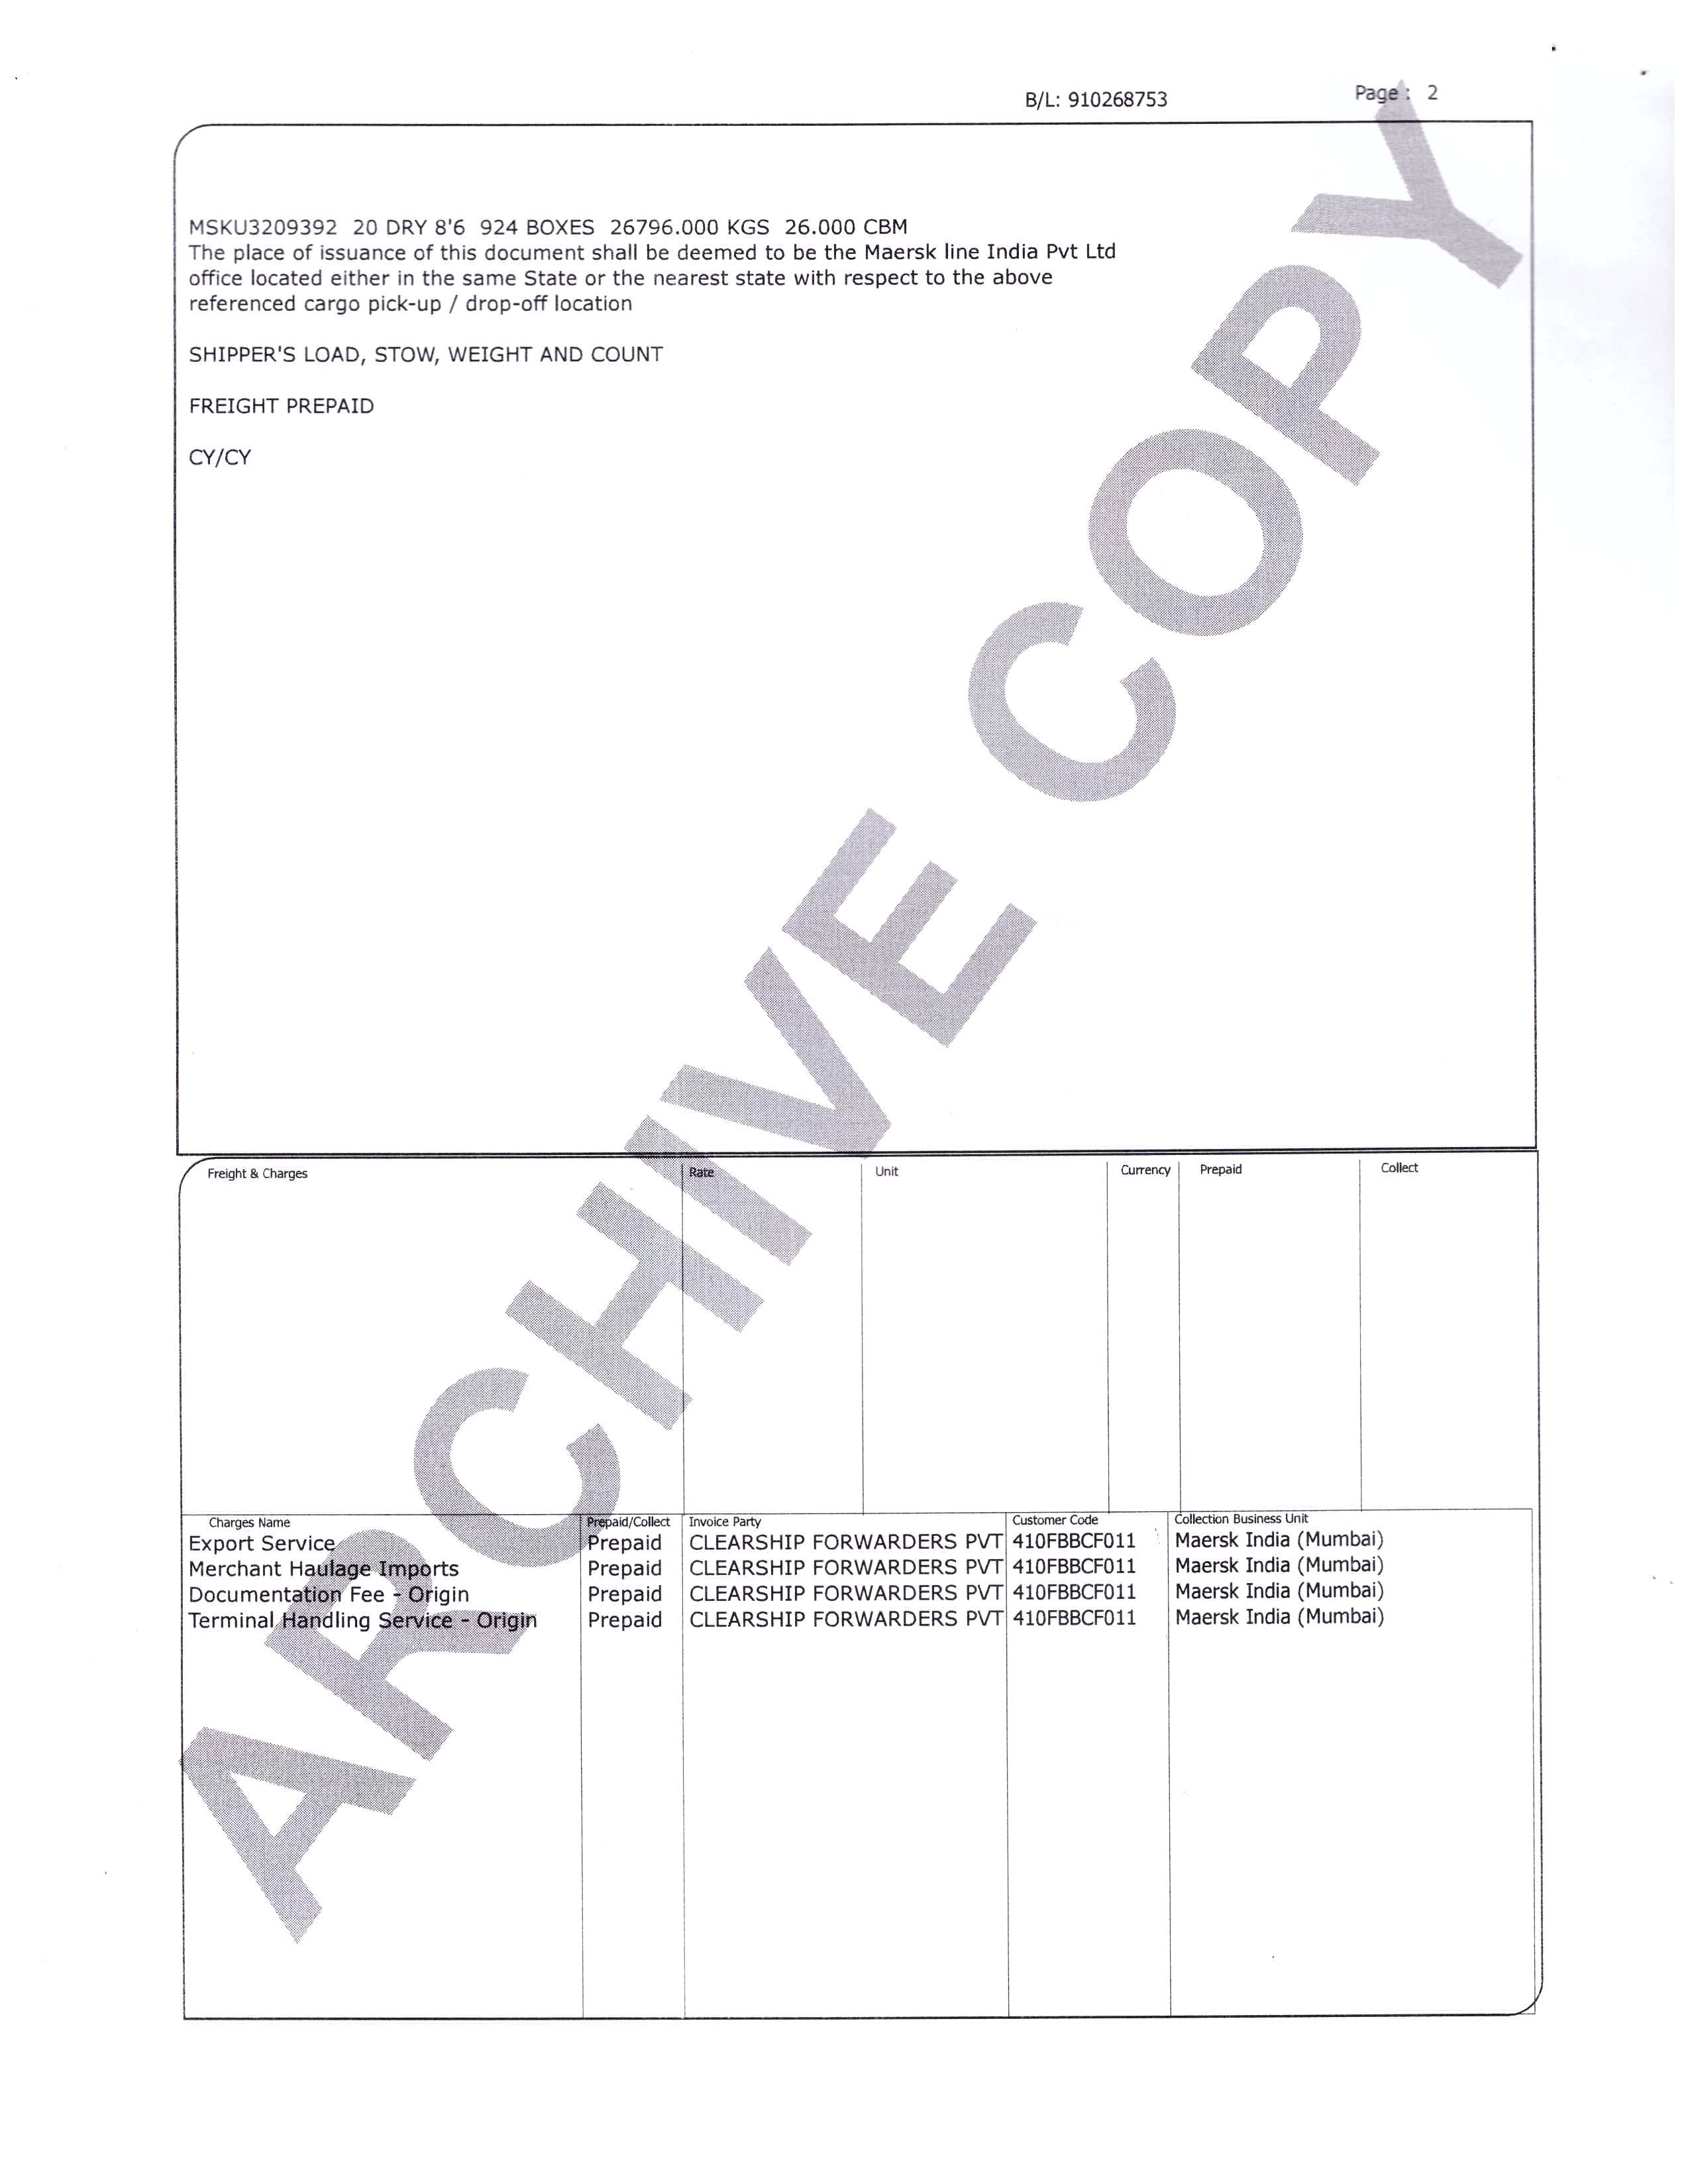 B/L: 910268753 Page : 2
MSKU3209392 20 DRY 8'6 924 BOXES 26796.000 KGS 26.000 CBM
The place of issuance of this document shall be deemed to be the Maersk line India Pvt Ltd
office located either in the same State or the nearest state with respect to the above
referenced cargo pick-up / drop-off location
SHIPPER'S LOAD, STOW, WEIGHT AND COUNT
FREIGHT PREPAID
CY/CY
ARCHIVE COPY
Freight & Charges Rate Unit Currency Prepaid Collect
Charges Name Prepaid/Collect Invoice Party Customer Code Collection Business Unit
Export Service Prepaid CLEARSHIP FORWARDERS PVT 410FBBCF011 Maersk India (Mumbai)
Merchant Haulage Imports Prepaid CLEARSHIP FORWARDERS PVT 410FBBCF011 Maersk India (Mumbai)
Documentation Fee - Origin Prepaid CLEARSHIP FORWARDERS PVT 410FBBCF011 Maersk India (Mumbai)
Terminal Handling Service - Origin Prepaid CLEARSHIP FORWARDERS PVT 410FBBCF011 Maersk India (Mumbai)